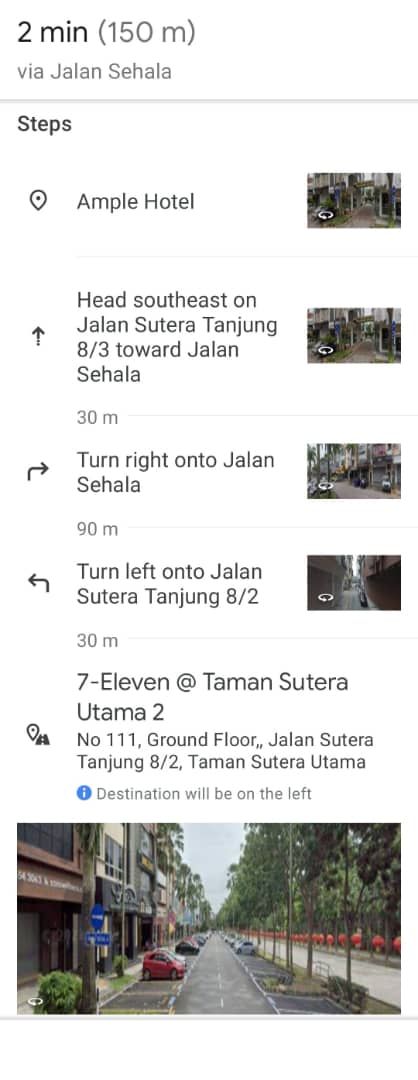 2 min (150 m)
via Jalan Sehala
Steps
Ample Hotel
Head southeast on
Jalan Sutera Tanjung
8/3 toward Jalan
Sehala
30 m
Turn right onto Jalan
Sehala
90 m
Turn left onto Jalan
Sutera Tanjung 8/2
30 m
7-Eleven @ Taman Sutera
Utama 2
No 111, Ground Floor,, Jalan Sutera
Tanjung 8/2, Taman Sutera Utama
Destination will be on the left